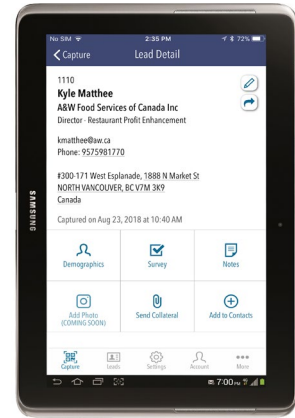 No SIM 2:35 PM 72%
Capture Lead Detail
1110
Kyle Matthee
A&W Food Services of Canada Inc
Director - Restaurant Profit Enhancement
kmatthee@aw.ca
Phone: 9575981770
#300-171 West Esplanade, 1888 N Market St
NORTH VANCOUVER, BC V7M 3K9
Canada
Captured on Aug 23, 2018 at 10:40 AM
SAMSUNG
Demographics Survey Notes
Add Photo Send Collateral Add to Contacts
(COMING SOON)
Capture Leads Settings Account More
7:00 PM